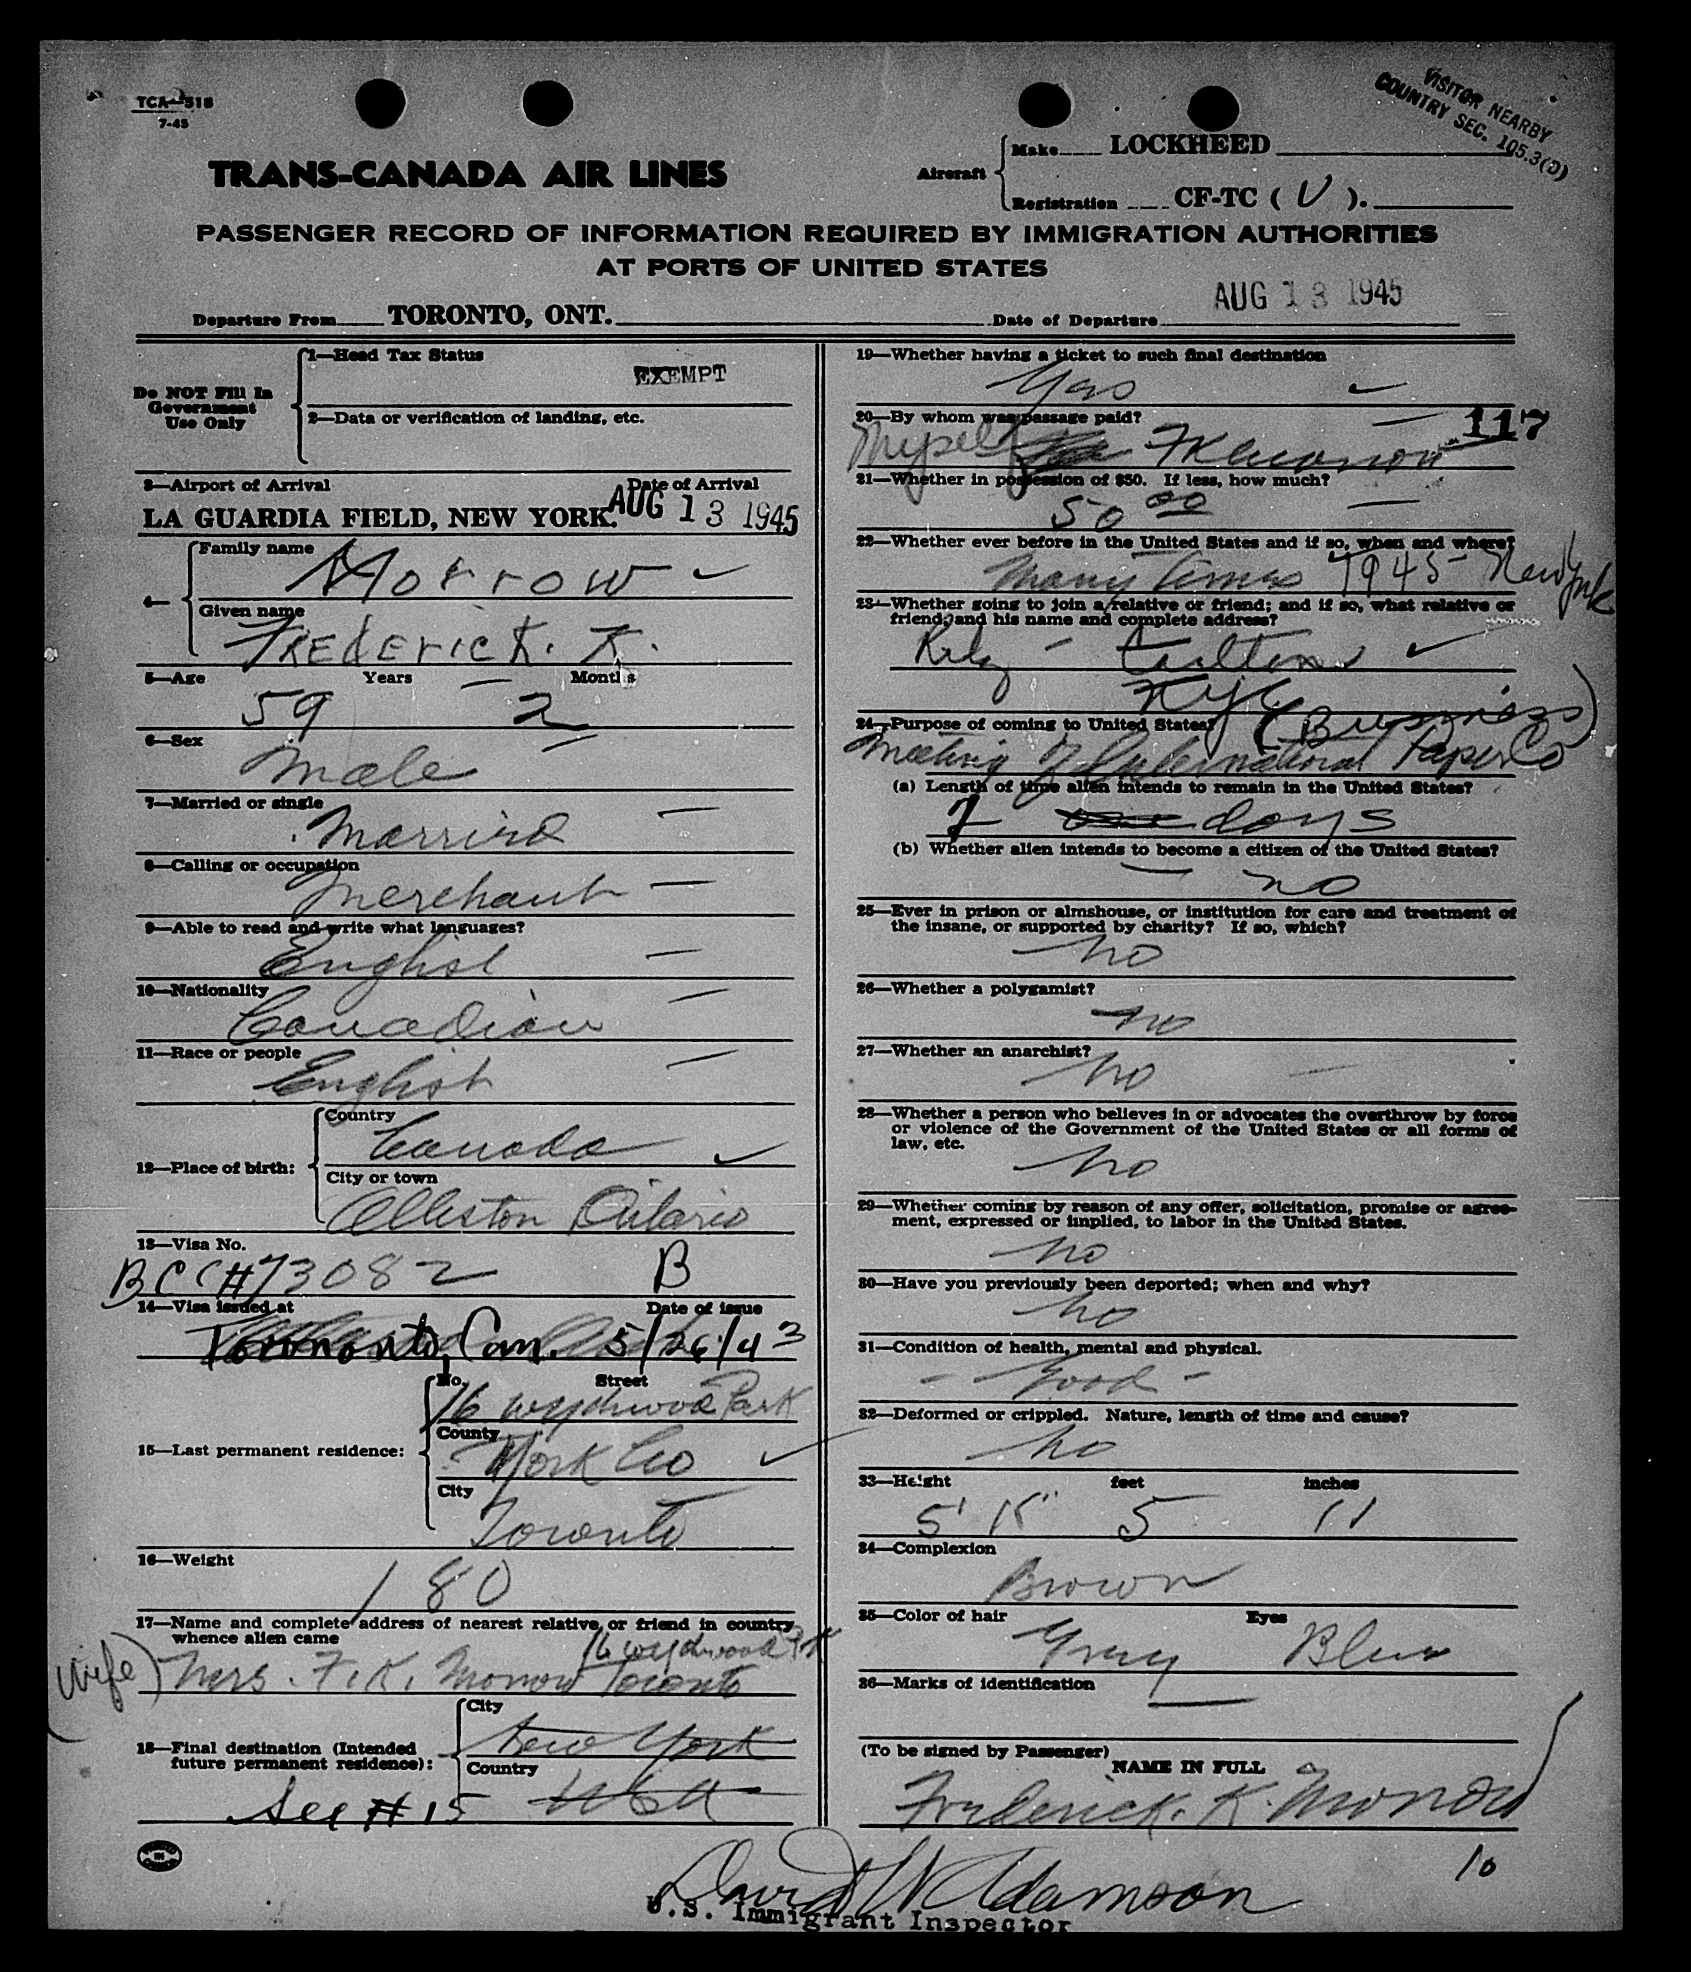 TCA-518
7-45
VISITOR NEARBY
COUNTRY SEC. 105.3(D)
TRANS-CANADA AIR LINES
Aircraft
Make LOCKHEED
Registration CF-TC ( V ).
PASSENGER RECORD OF INFORMATION REQUIRED BY IMMIGRATION AUTHORITIES
AT PORTS OF UNITED STATES
AUG 13 1945
Departure From TORONTO, ONT. Date of Departure
Do NOT Fill In
Government
Use Only
1—Head Tax Status
EXEMPT
2—Data or verification of landing, etc.
3—Airport of Arrival Date of Arrival
LA GUARDIA FIELD, NEW YORK. AUG 13 1945
4—
Family name
Morrow
Given name
FREdErick. K.
5—Age Years Months
59 2
6—Sex
Male
7—Married or single
Married
8—Calling or occupation
Merchant
9—Able to read and write what languages?
English
10—Nationality
Canadian
11—Race or people
English
12—Place of birth:
Country
Canada
City or town
Alliston Ontario
13—Visa No.
BCC#73082 B
14—Visa issued at Date of issue
Toronto, Can. 5/26/43
15—Last permanent residence:
No. Street
16 Wychwood Park
County
York Co
City
Toronto
16—Weight
180
17—Name and complete address of nearest relative or friend in country
whence alien came
16 Wychwood Pk
(Wife) Mrs. F. K. Morrow Toronto
18—Final destination (Intended
future permanent residence):
City
New York
Country
USA
See #15
19—Whether having a ticket to such final destination
Yes
20—By whom was passage paid?
117
Myself FK Morrow
21—Whether in possession of $50. If less, how much?
50 00
22—Whether ever before in the United States and if so, when and where?
Many times 1945 New York
23—Whether going to join a relative or friend; and if so, what relative or
friend, and his name and complete address?
Carlton
NYC
24—Purpose of coming to United States? (Business)
Meeting of International Paper Co
(a) Length of time alien intends to remain in the United States?
7 days
(b) Whether alien intends to become a citizen of the United States?
no
25—Ever in prison or almshouse, or institution for care and treatment of
the insane, or supported by charity? If so, which?
no
26—Whether a polygamist?
no
27—Whether an anarchist?
no
28—Whether a person who believes in or advocates the overthrow by force
or violence of the Government of the United States or all forms of
law, etc.
no
29—Whether coming by reason of any offer, solicitation, promise or agree-
ment, expressed or implied, to labor in the United States.
no
30—Have you previously been deported; when and why?
no
31—Condition of health, mental and physical.
- Good -
32—Deformed or crippled. Nature, length of time and cause?
no
33—Height feet inches
5' 11" 5 11
34—Complexion
Brown
35—Color of hair Eyes
Grey Blue
36—Marks of identification
(To be signed by Passenger)
NAME IN FULL
Frederick. K. Morrow
10
David W Adamson
U.S. Immigrant Inspector